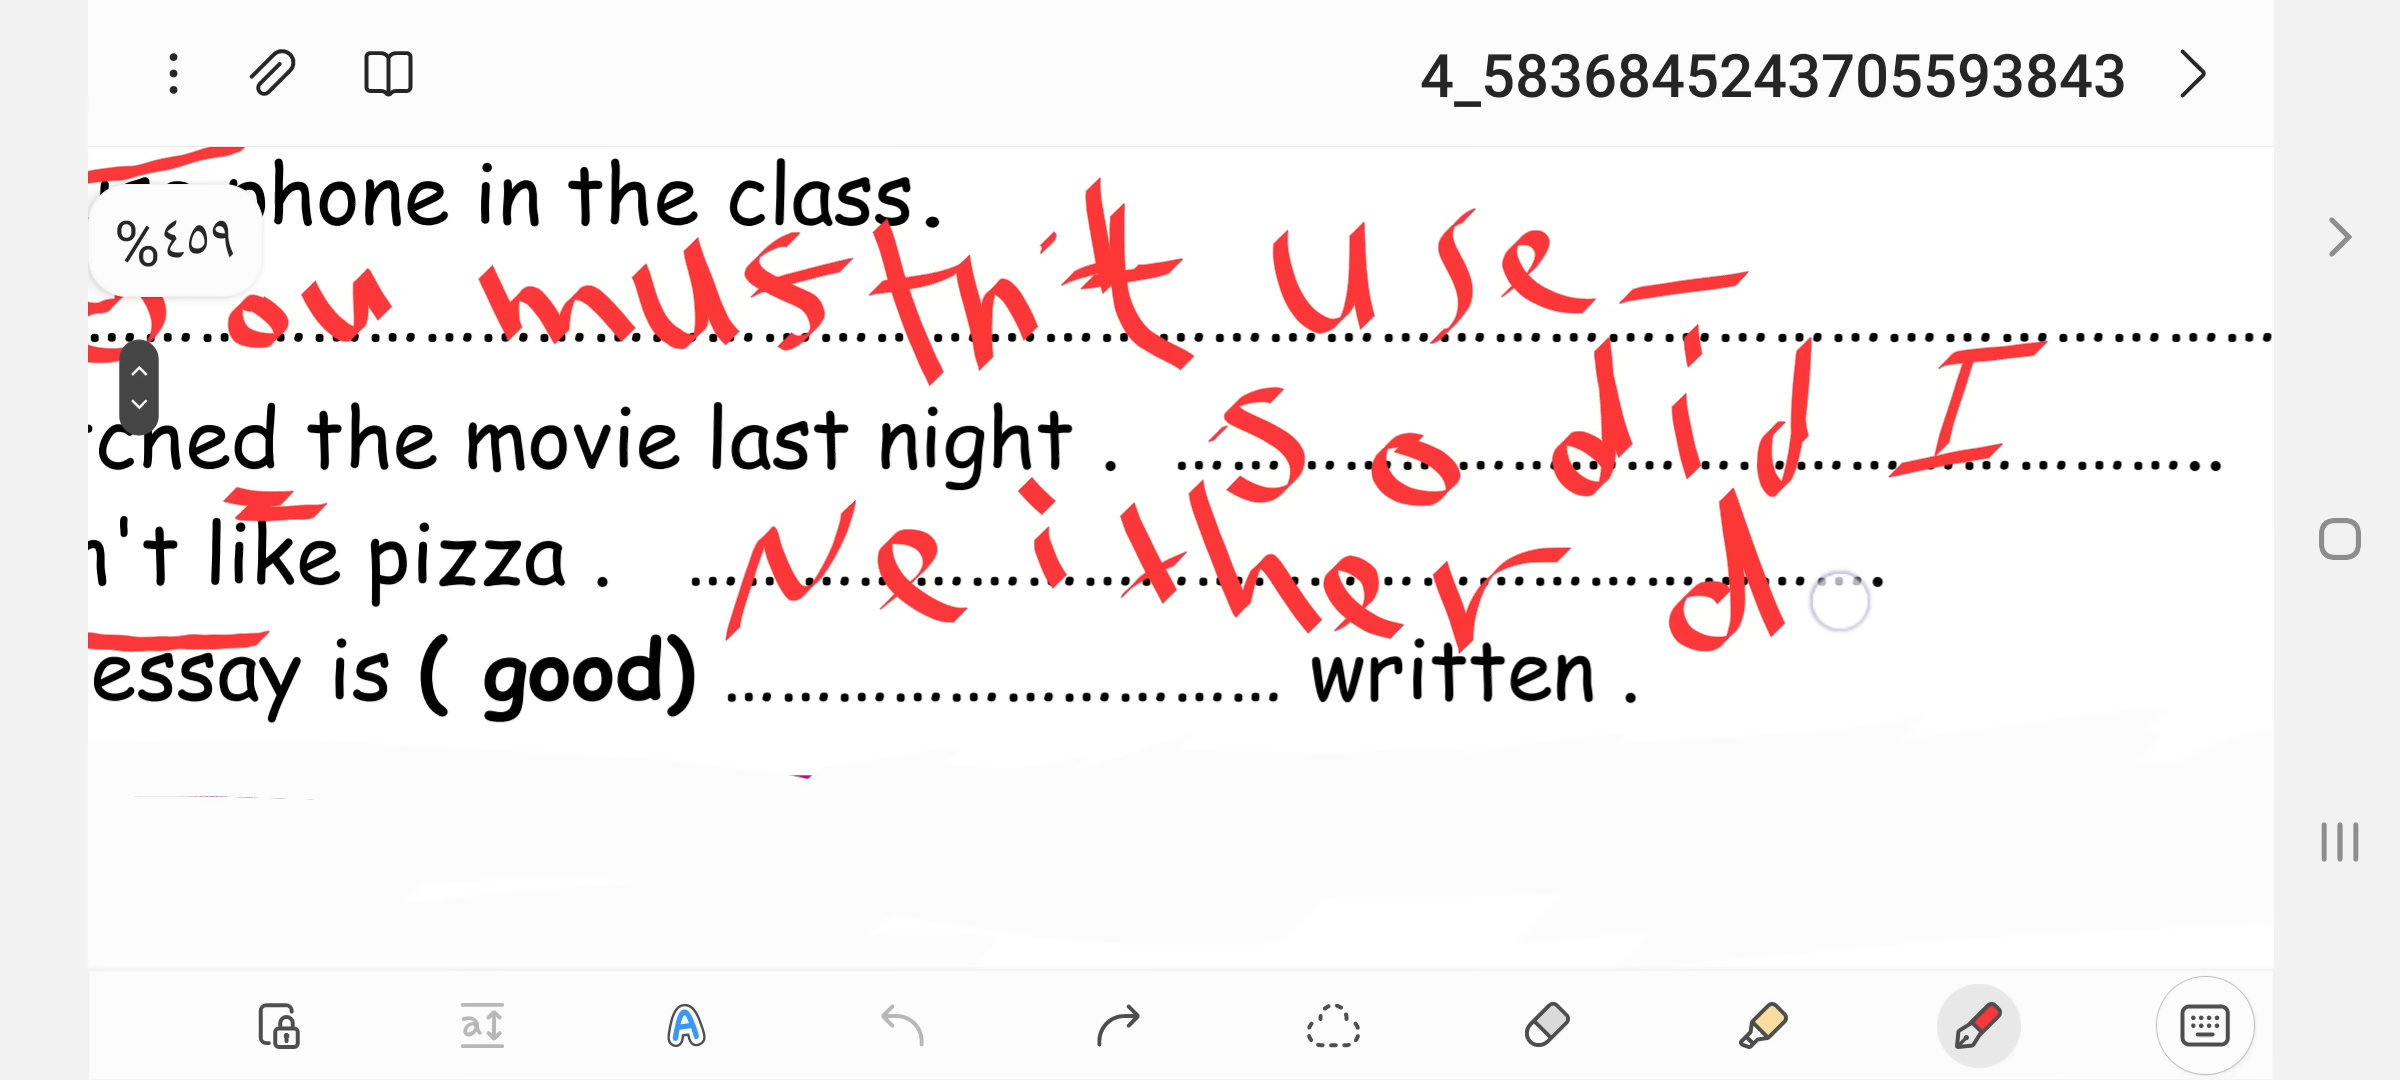 4_5836845243705593843
phone in the class.
%٤٥٩
you mustn't use
ched the movie last night . ........ So did I
n't like pizza . ........ Neither d
essay is ( good) ........ written .